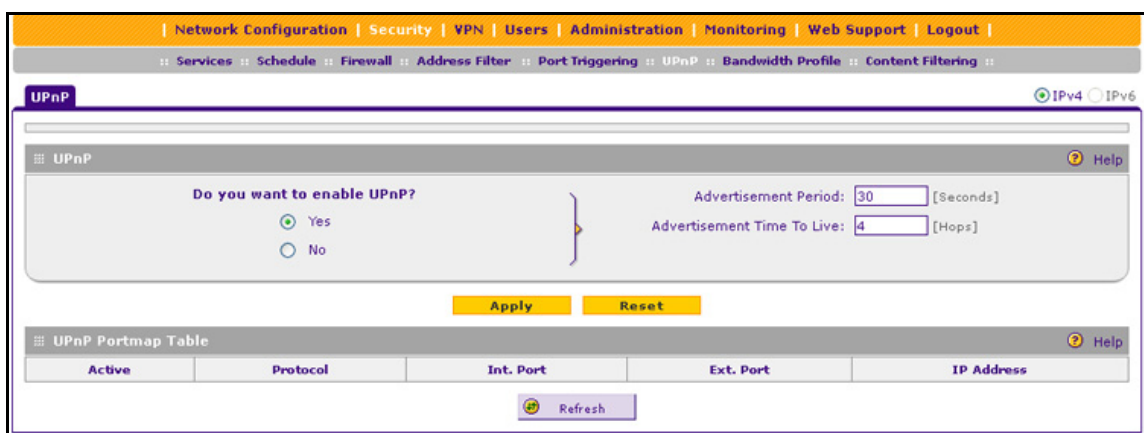 | Network Configuration | Security | VPN | Users | Administration | Monitoring | Web Support | Logout |
:: Services :: Schedule :: Firewall :: Address Filter :: Port Triggering :: UPnP :: Bandwidth Profile :: Content Filtering ::
UPnP IPv4 IPv6
UPnP Help
Do you want to enable UPnP? Advertisement Period: 30 [Seconds]
Yes Advertisement Time To Live: 4 [Hops]
No
Apply Reset
UPnP Portmap Table Help
Active Protocol Int. Port Ext. Port IP Address
Refresh